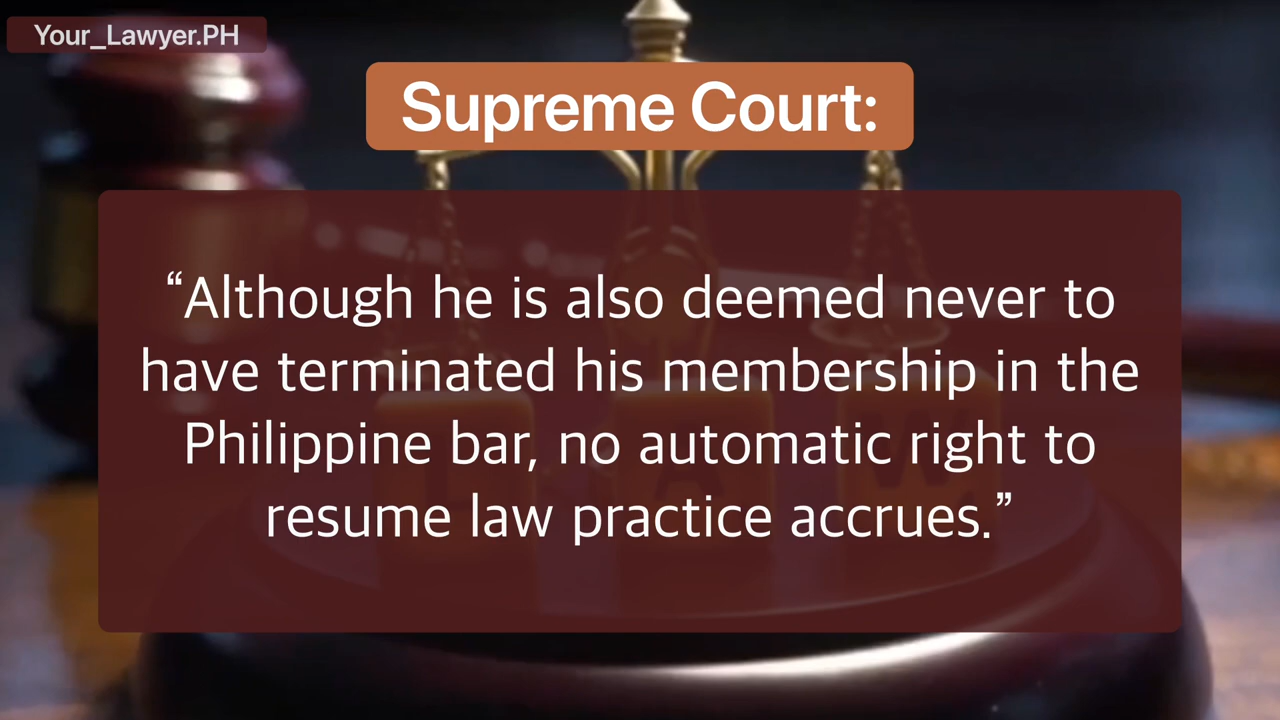 Your_Lawyer.PH
Supreme Court:
“Although he is also deemed never to
have terminated his membership in the
Philippine bar, no automatic right to
resume law practice accrues.”